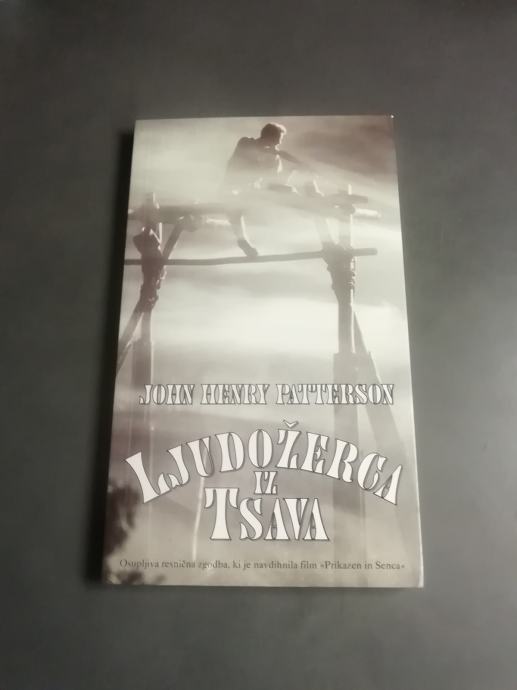 JOHN HENRY PATTERSON
LJUDOŽERCA
IZ
TSAVA
Osupljiva resnična zgodba, ki je navdihnila film »Prikazen in Senca«